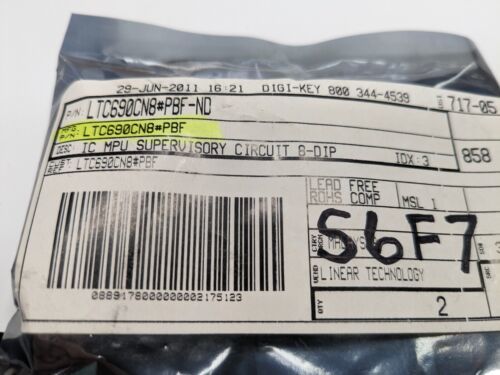 29-JUN-2011 16:21 DIGI-KEY 800 344-4539
P/N: LTC690CN8#PBF-ND
717-05
MFG. P/N: LTC690CN8#PBF
DESC: IC MPU SUPERVISORY CIRCUIT 8-DIP
IDX: 3
858
LTC690CN8#PBF
LEAD FREE
ROHS COMP
MSL 1
S6F7
LINEAR TECHNOLOGY
QTY 2
0889178000000002175123